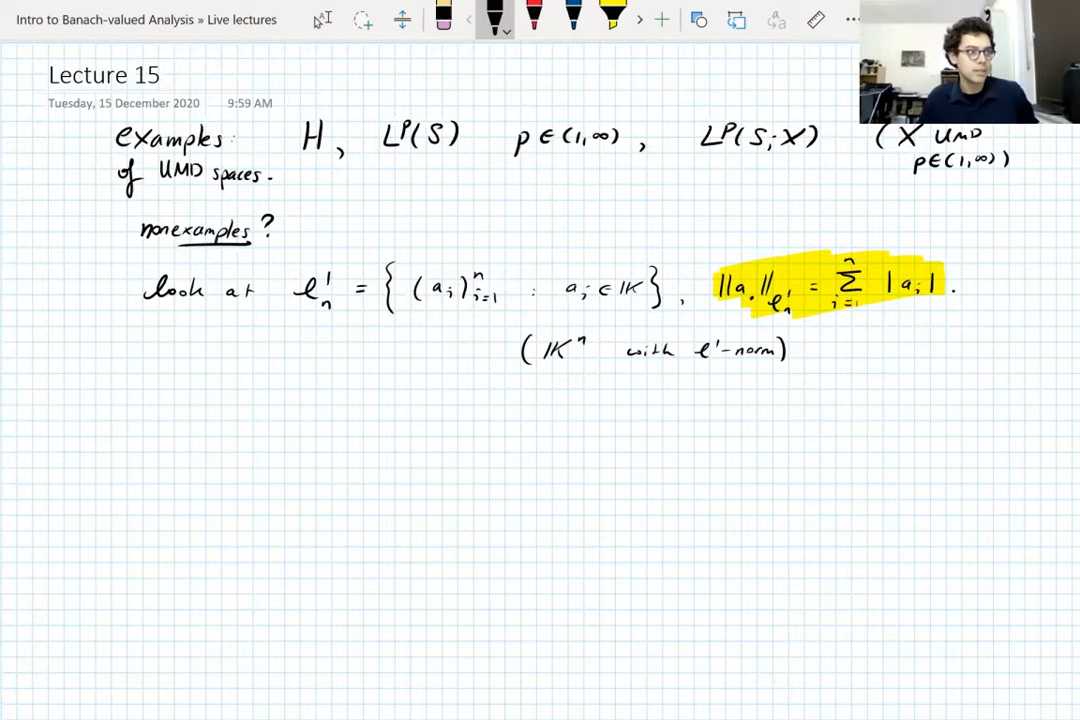 Intro to Banach-valued Analysis » Live lectures
Lecture 15
Tuesday, 15 December 2020 9:59 AM
examples: H, Lᵖ(S) p∈(1,∞), Lᵖ(S;X) (X UMD
of UMD spaces. p∈(1,∞))
nonexamples?
look at ℓ¹ₙ = { (aᵢ)ⁿᵢ₌₁ : aᵢ ∈ 𝕂 }, ||a.||ℓ¹ₙ = Σⁿᵢ₌₁ |aᵢ|.
(𝕂ⁿ with ℓ¹-norm)